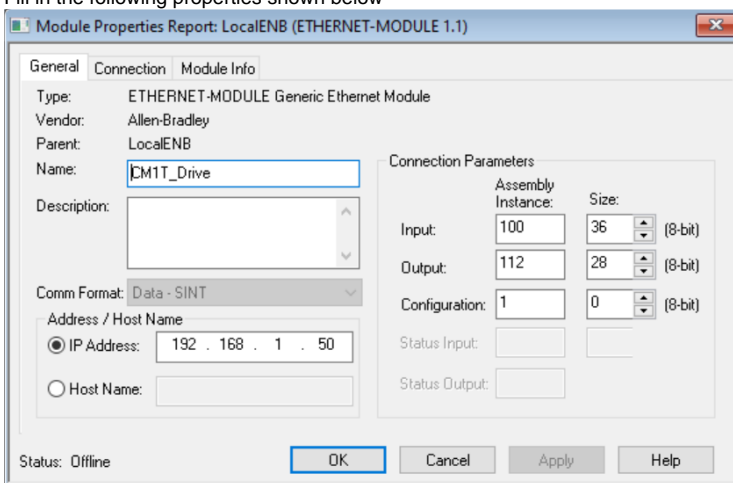 Fill in the following properties shown below
Module Properties Report: LocalENB (ETHERNET-MODULE 1.1)
General Connection Module Info
Type: ETHERNET-MODULE Generic Ethernet Module
Vendor: Allen-Bradley
Parent: LocalENB
Name: CM1T_Drive
Description:
Comm Format: Data - SINT
Address / Host Name
IP Address: 192 . 168 . 1 . 50
Host Name:
Connection Parameters
Assembly
Instance: Size:
Input: 100 36 (8-bit)
Output: 112 28 (8-bit)
Configuration: 1 0 (8-bit)
Status Input:
Status Output:
Status: Offline
OK Cancel Apply Help